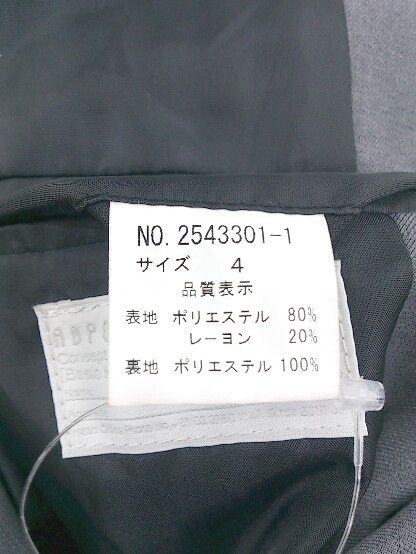 NO. 2543301-1
サイズ 4
品質表示
表地 ポリエステル 80%
レーヨン 20%
裏地 ポリエステル 100%